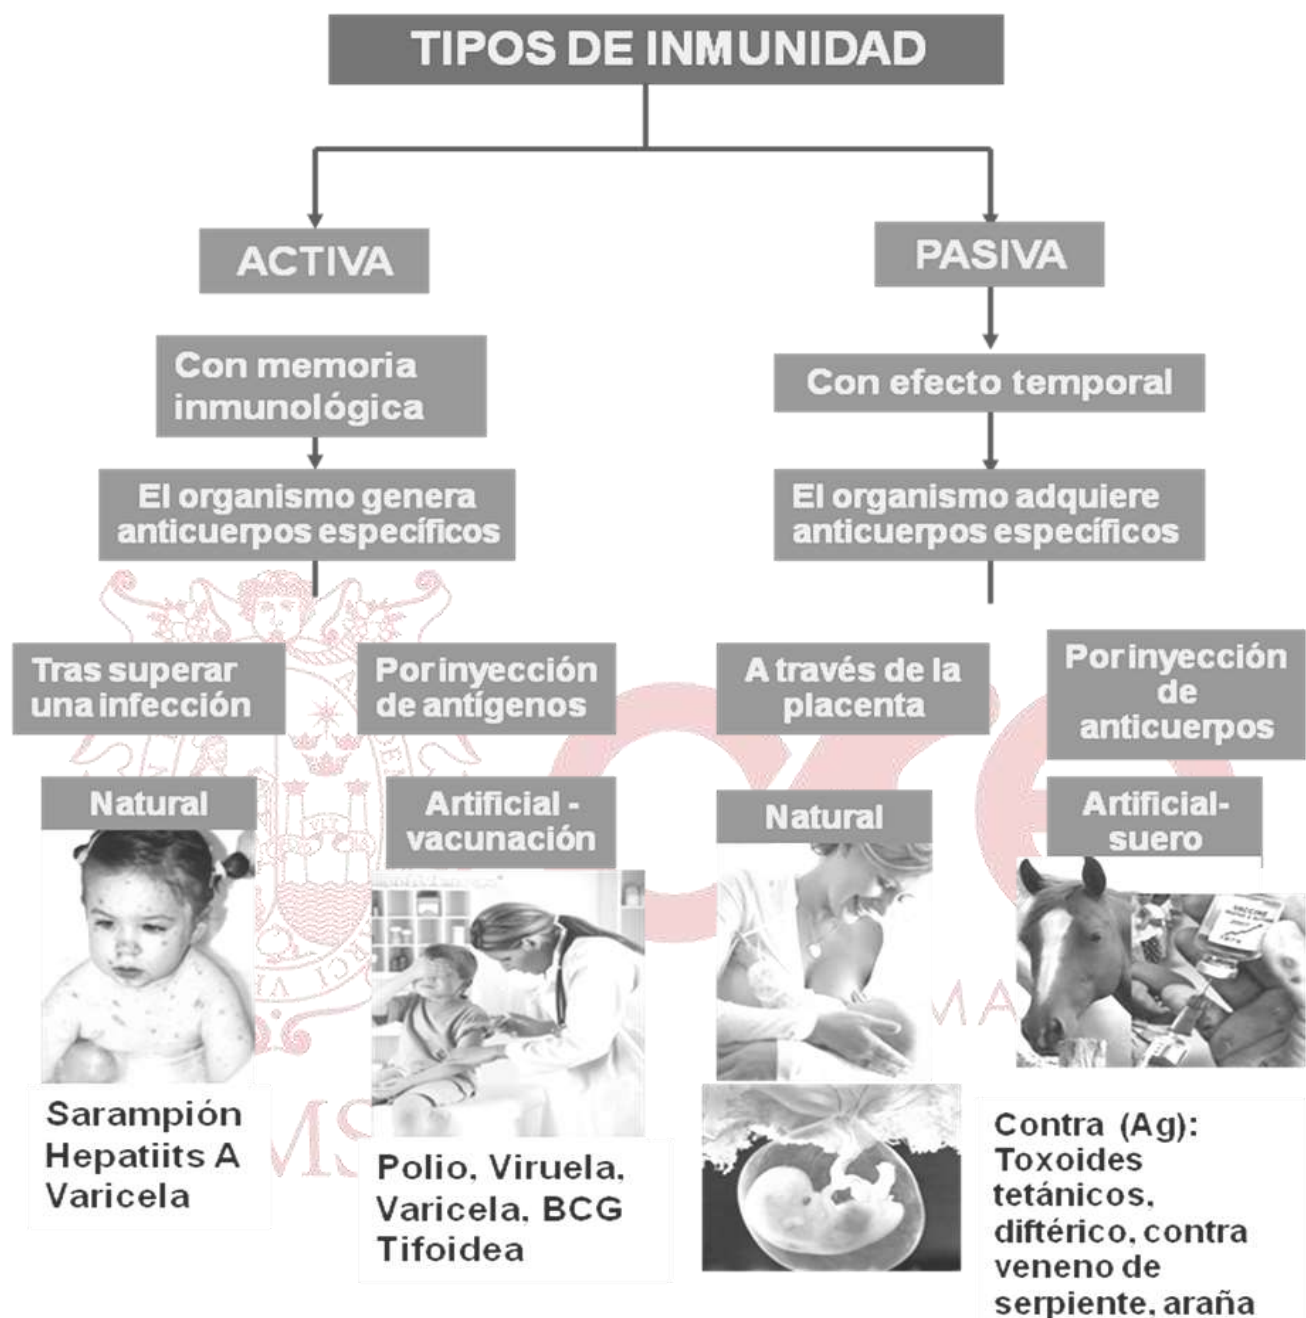 TIPOS DE INMUNIDAD
ACTIVA
PASIVA
Con memoria
inmunológica
Con efecto temporal
El organismo genera
anticuerpos específicos
El organismo adquiere
anticuerpos específicos
Tras superar
una infección
Por inyección
de antígenos
A través de la
placenta
Por inyección
de
anticuerpos
Natural
Artificial -
vacunación
Natural
Artificial-
suero
VACCINE
Sarampión
Hepatiits A
Varicela
Polio, Viruela,
Varicela, BCG
Tifoidea
Contra (Ag):
Toxoides
tetánicos,
diftérico, contra
veneno de
serpiente, araña